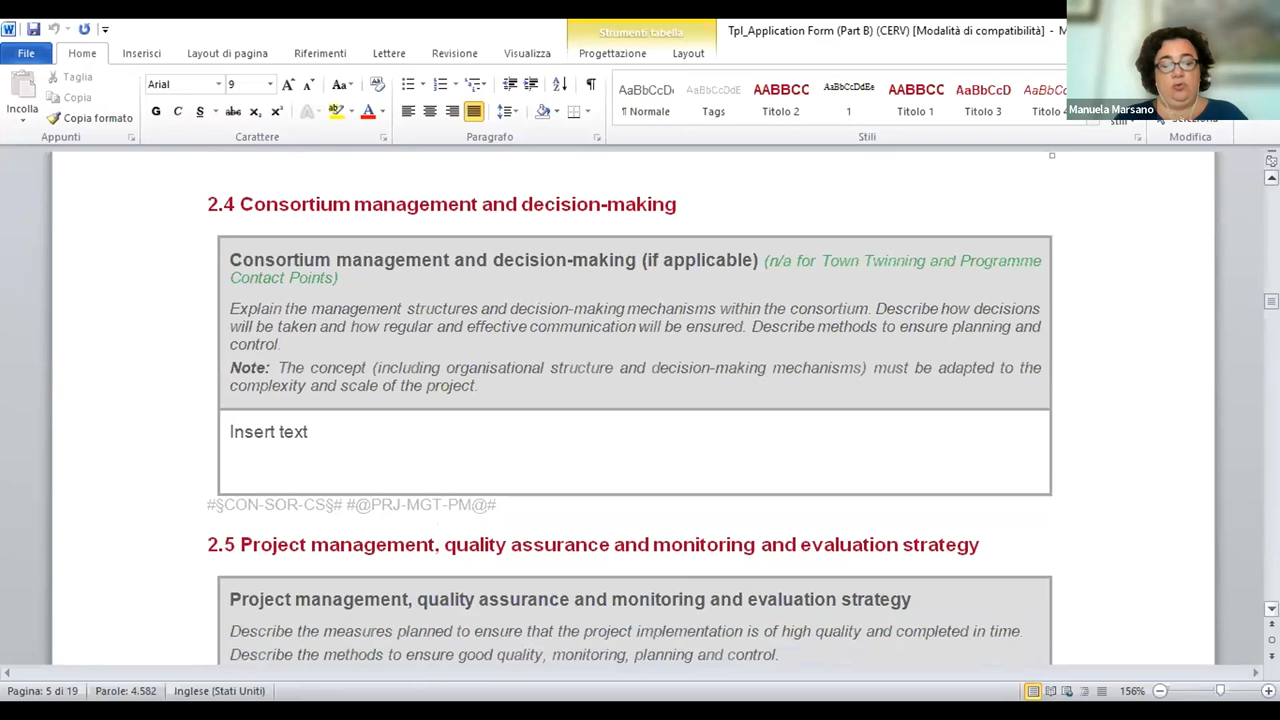 Strumenti tabella
Tpl_Application Form (Part B) (CERV) [Modalità di compatibilità] - M
File
Home
Inserisci
Layout di pagina
Riferimenti
Lettere
Revisione
Visualizza
Progettazione
Layout
Manuela Marsano
Incolla
Taglia
Copia
Copia formato
Appunti
Arial
9
Carattere
Paragrafo
AaBbCcDc
AaBbCcDc
AABBCC
AaBbCcDdEe
AABBCC
AaBbCcD
AaBbCc
¶ Normale
Tags
Titolo 2
1
Titolo 1
Titolo 3
Titolo
stili
Stili
Seleziona
Modifica
2.4 Consortium management and decision-making
Consortium management and decision-making (if applicable) (n/a for Town Twinning and Programme
Contact Points)
Explain the management structures and decision-making mechanisms within the consortium. Describe how decisions
will be taken and how regular and effective communication will be ensured. Describe methods to ensure planning and
control.
Note: The concept (including organisational structure and decision-making mechanisms) must be adapted to the
complexity and scale of the project.
Insert text
#§CON-SOR-CS§# #@PRJ-MGT-PM@#
2.5 Project management, quality assurance and monitoring and evaluation strategy
Project management, quality assurance and monitoring and evaluation strategy
Describe the measures planned to ensure that the project implementation is of high quality and completed in time.
Describe the methods to ensure good quality, monitoring, planning and control.
Pagina: 5 di 19
Parole: 4.582
Inglese (Stati Uniti)
156%